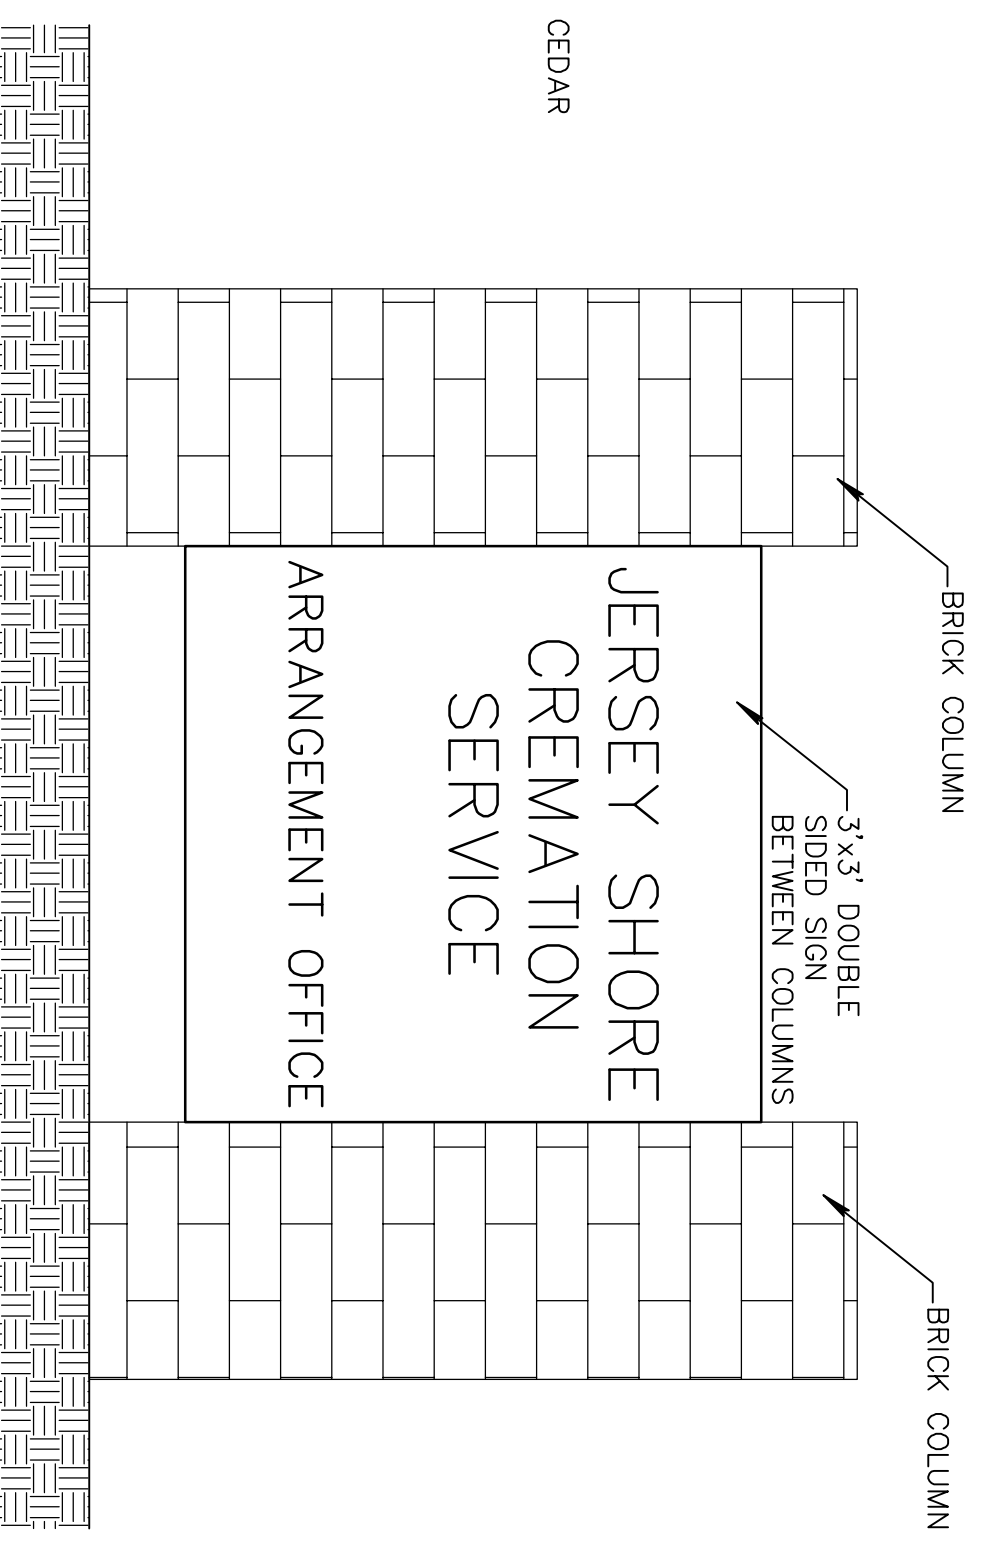 CEDAR
BRICK COLUMN
3'x3' DOUBLE
SIDED SIGN
BETWEEN COLUMNS
BRICK COLUMN
JERSEY SHORE
CREMATION
SERVICE
ARRANGEMENT OFFICE